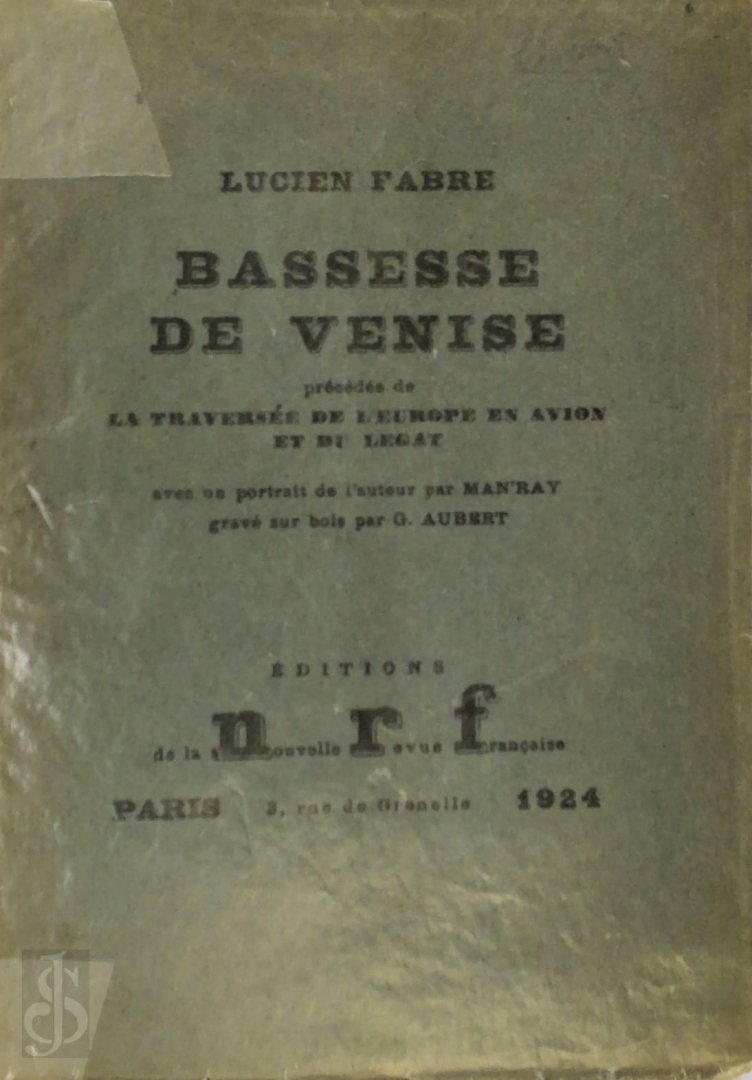 LUCIEN FABRE
BASSESSE
DE VENISE
précédée de
LA TRAVERSÉE DE L'EUROPE EN AVION
ET DU LEGAT
avec un portrait de l'auteur par MAN'RAY
gravé sur bois par G. AUBERT
ÉDITIONS
de la nouvelle revue française
PARIS 3, rue de Grenelle 1924